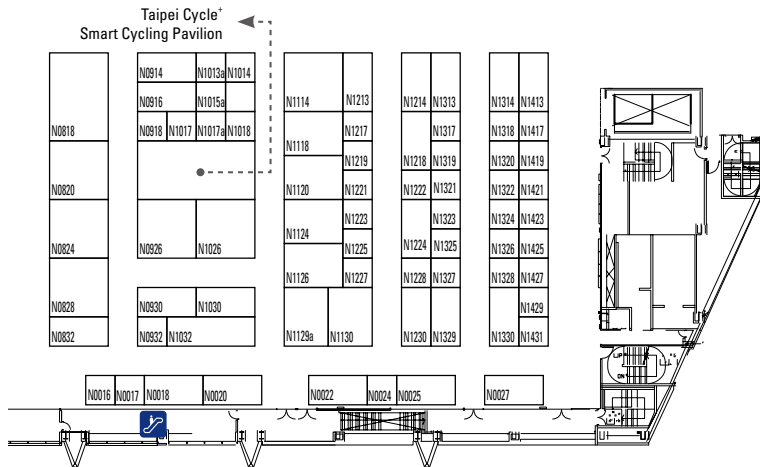 Taipei Cycle+
Smart Cycling Pavilion
N0914 N1013a N1014
N0818 N0916 N1015a N1114 N1213 N1214 N1313 N1314 N1413
N0918 N1017 N1017a N1018 N1118 N1217 N1317 N1318 N1417
N0820 N1120 N1219 N1218 N1319 N1320 N1419
N1221 N1222 N1321 N1322 N1421
N0824 N0926 N1026 N1124 N1223 N1224 N1323 N1324 N1423
N1225 N1325 N1326 N1425
N0828 N0930 N1030 N1126 N1227 N1228 N1327 N1328 N1427
N1429
N0832 N0932 N1032 N1129a N1130 N1230 N1329 N1330 N1431
UP
DN
N0016 N0017 N0018 N0020 N0022 N0024 N0025 N0027